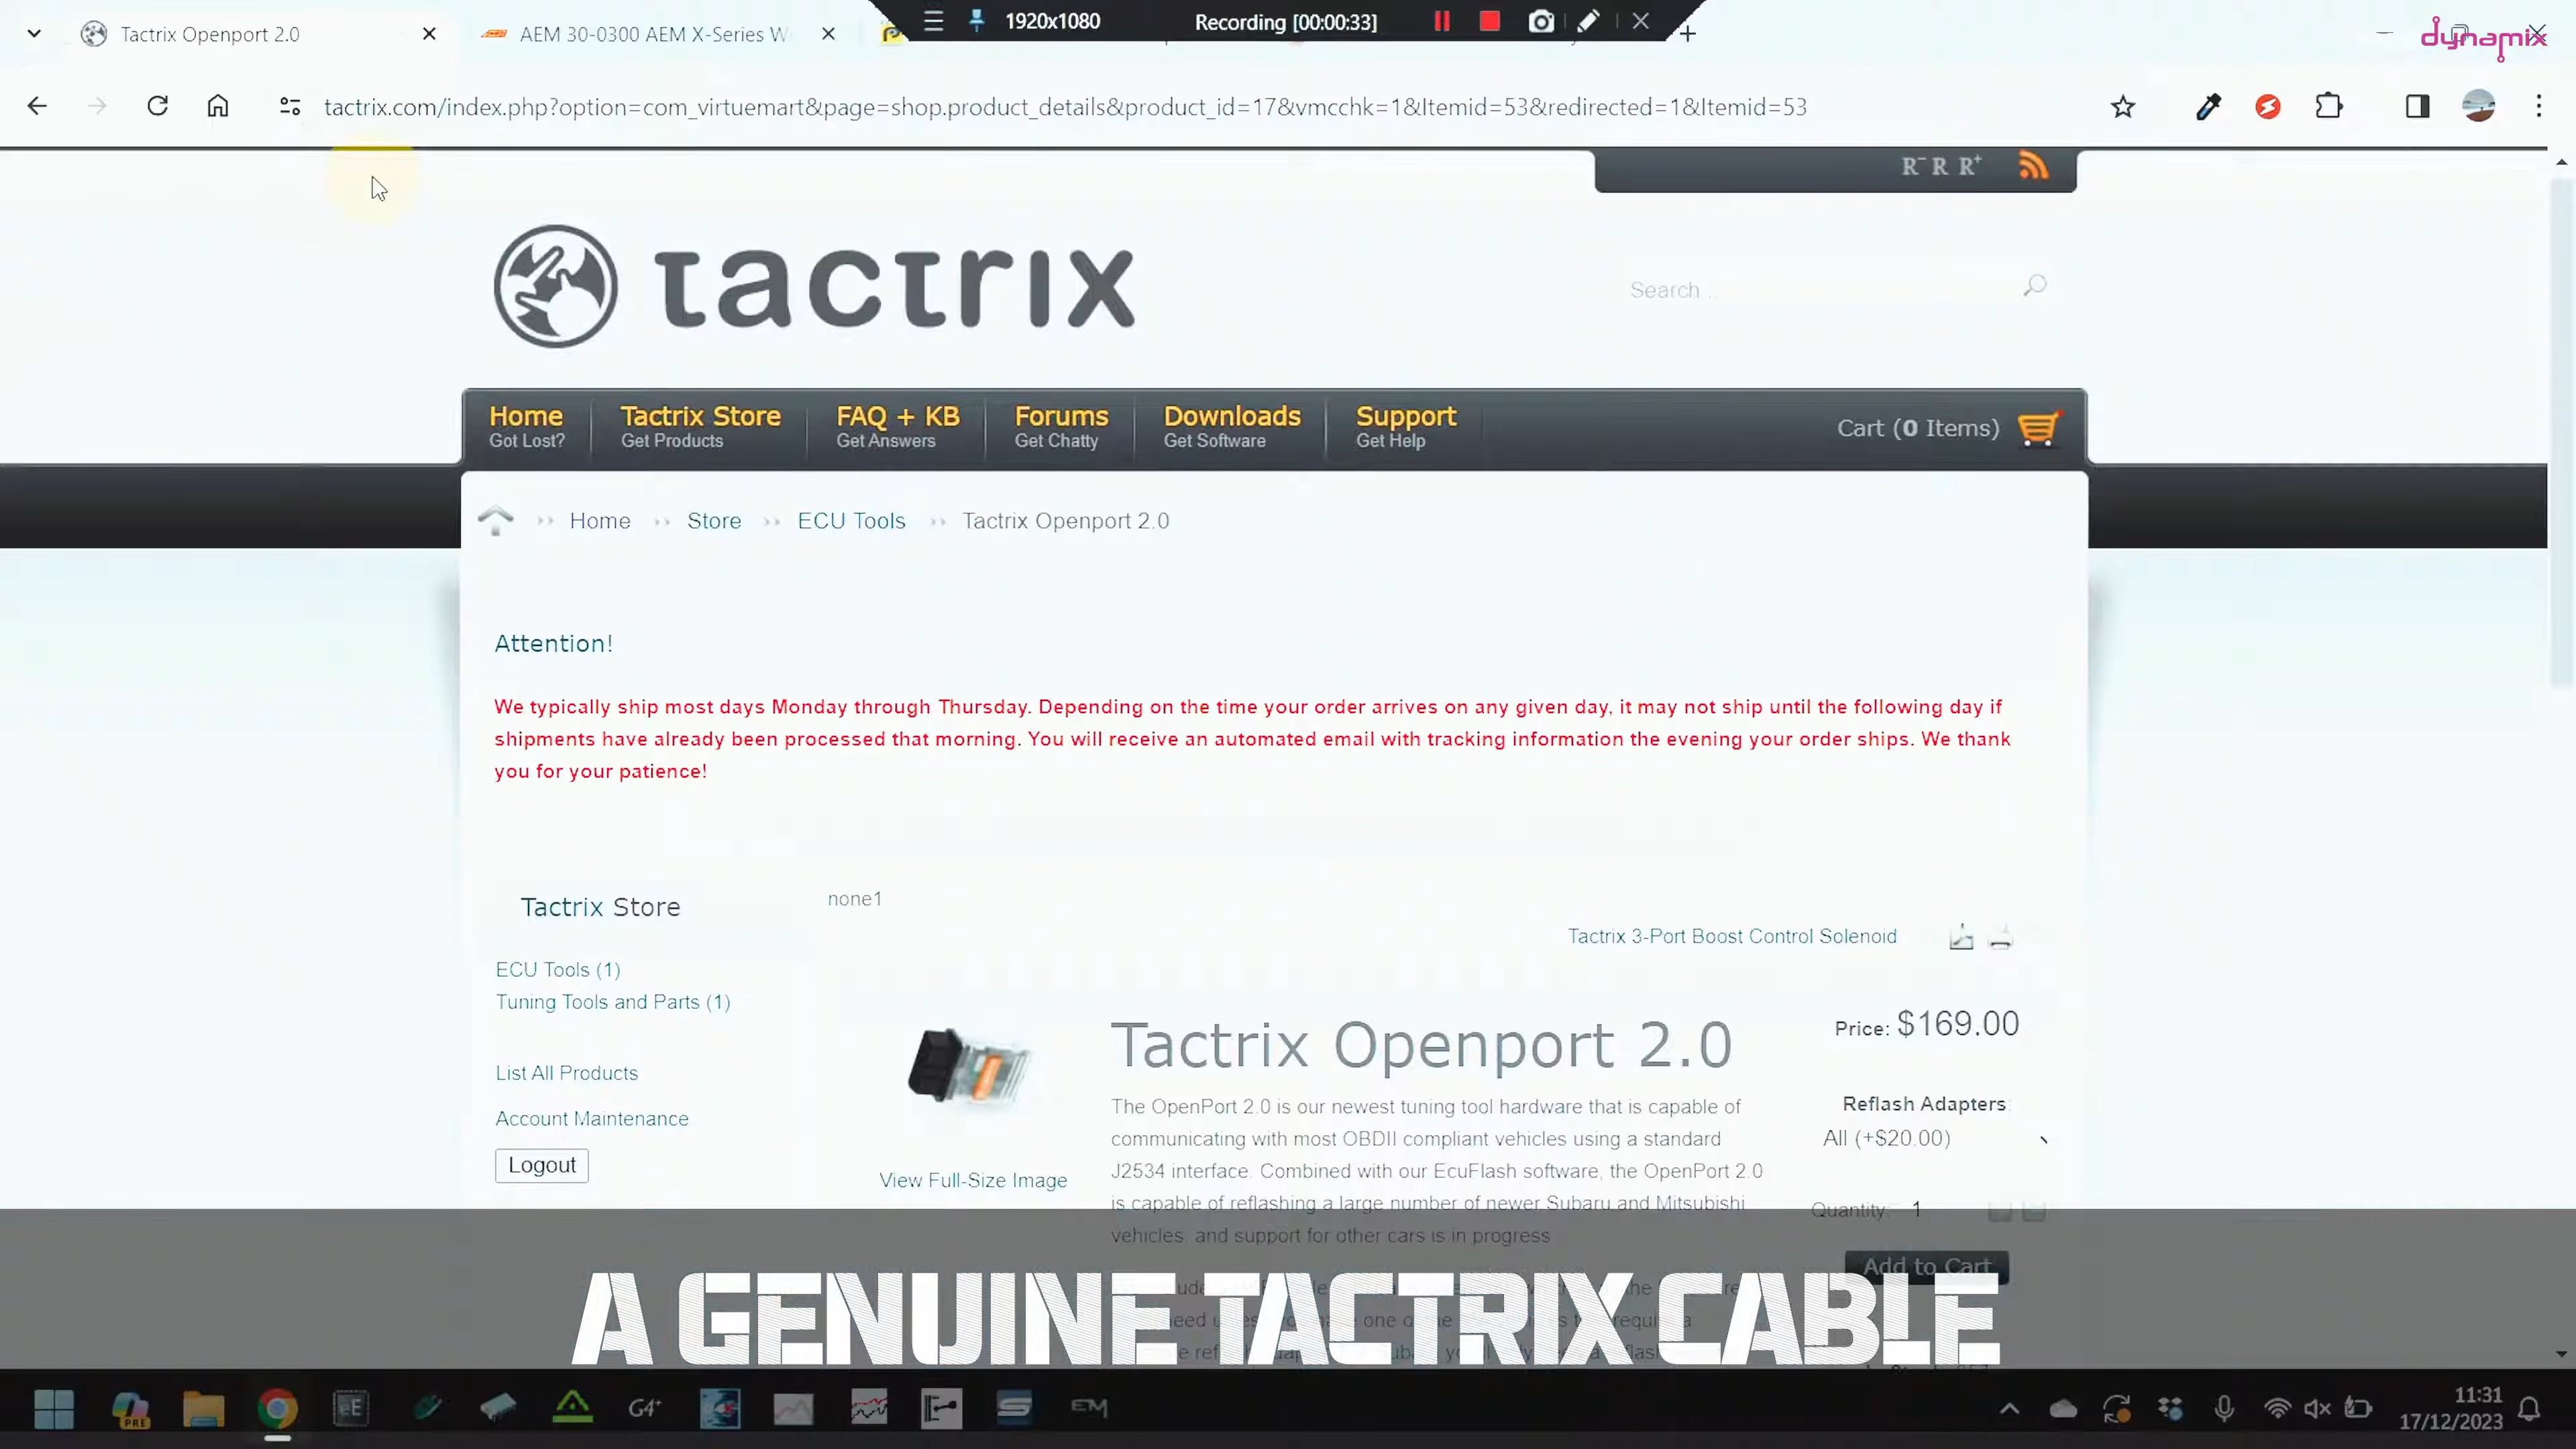 Tactrix Openport 2.0
AEM 30-0300 AEM X-Series W
1920x1080
Recording [00:00:33]
dynamix
tactrix.com/index.php?option=com_virtuemart&page=shop.product_details&product_id=17&vmcchk=1&Itemid=53&redirected=1&Itemid=53
R- R R+
tactrix
Search ..
Home
Got Lost?
Tactrix Store
Get Products
FAQ + KB
Get Answers
Forums
Get Chatty
Downloads
Get Software
Support
Get Help
Cart (0 Items)
Home
Store
ECU Tools
Tactrix Openport 2.0
Attention!
We typically ship most days Monday through Thursday. Depending on the time your order arrives on any given day, it may not ship until the following day if
shipments have already been processed that morning. You will receive an automated email with tracking information the evening your order ships. We thank
you for your patience!
Tactrix Store
none1
Tactrix 3-Port Boost Control Solenoid
ECU Tools (1)
Tuning Tools and Parts (1)
List All Products
Account Maintenance
Logout
View Full-Size Image
Tactrix Openport 2.0
The OpenPort 2.0 is our newest tuning tool hardware that is capable of
communicating with most OBDII compliant vehicles using a standard
J2534 interface. Combined with our EcuFlash software, the OpenPort 2.0
is capable of reflashing a large number of newer Subaru and Mitsubishi
vehicles, and support for other cars is in progress
Price: $169.00
Reflash Adapters:
All (+$20.00)
Quantity: 1
Add to Cart
A GENUINE TACTRIX CABLE
PRE
eE
G4+
EM
11:31
17/12/2023